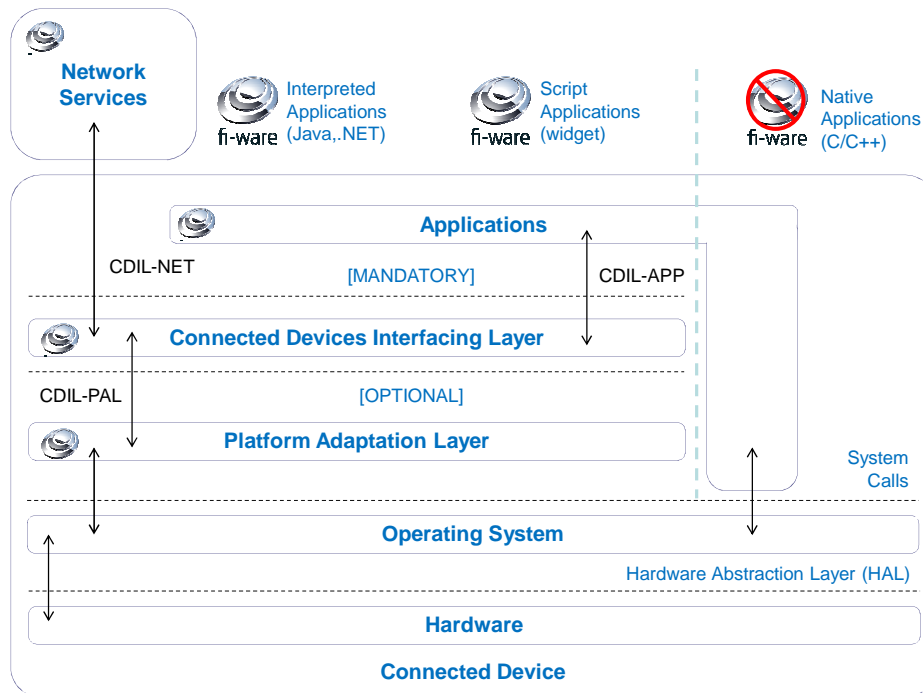 Network
Services
Interpreted
Applications
(Java,.NET)
fi-ware
Script
Applications
(widget)
fi-ware
Native
Applications
(C/C++)
fi-ware
Applications
CDIL-NET
[MANDATORY]
CDIL-APP
Connected Devices Interfacing Layer
CDIL-PAL
[OPTIONAL]
Platform Adaptation Layer
System
Calls
Operating System
Hardware Abstraction Layer (HAL)
Hardware
Connected Device